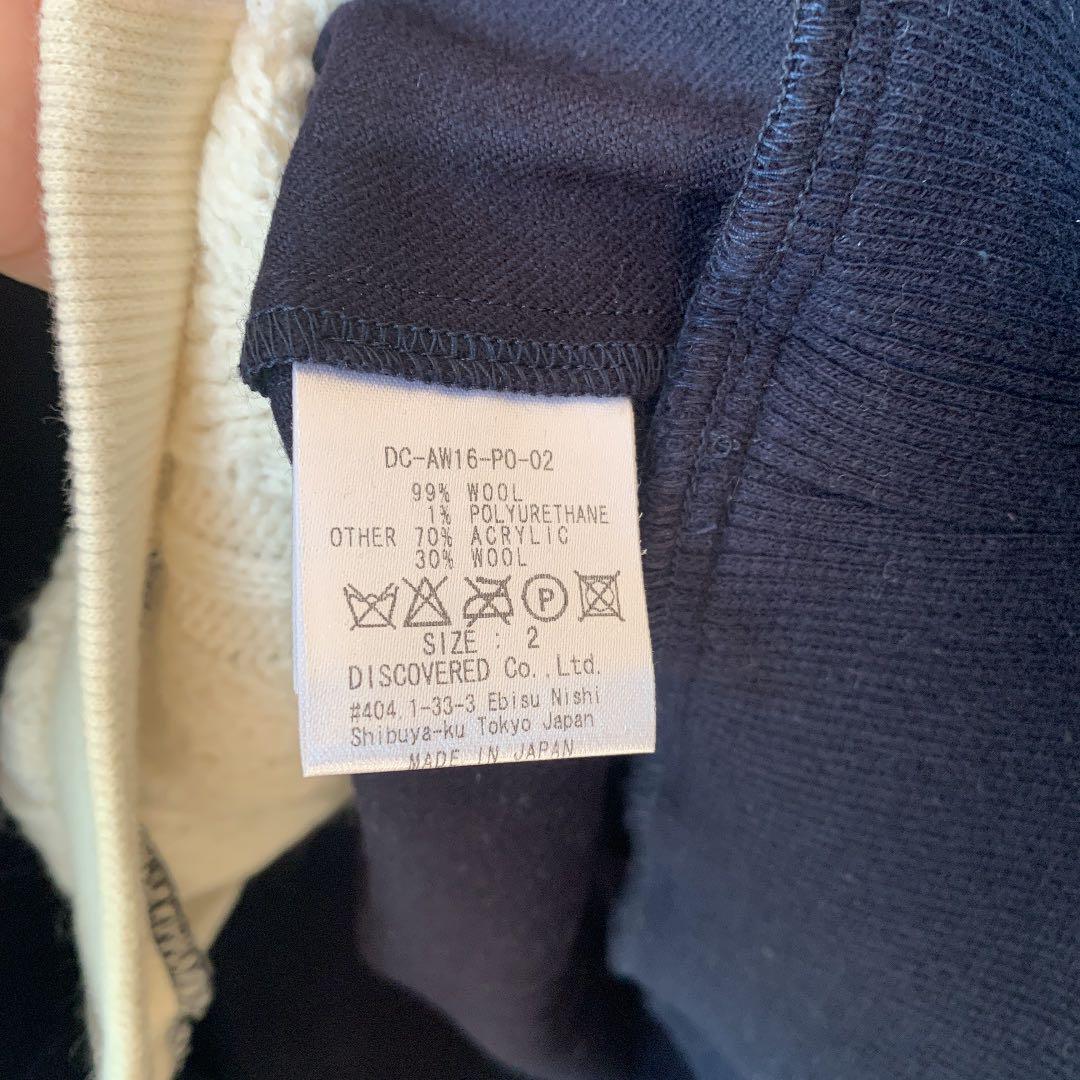 DC-AW16-PO-02
99% WOOL
1% POLYURETHANE
OTHER 70% ACRYLIC
30% WOOL
P
SIZE : 2
DISCOVERED Co.,Ltd.
#404.1-33-3 Ebisu Nishi
Shibuya-ku Tokyo Japan
MADE IN JAPAN